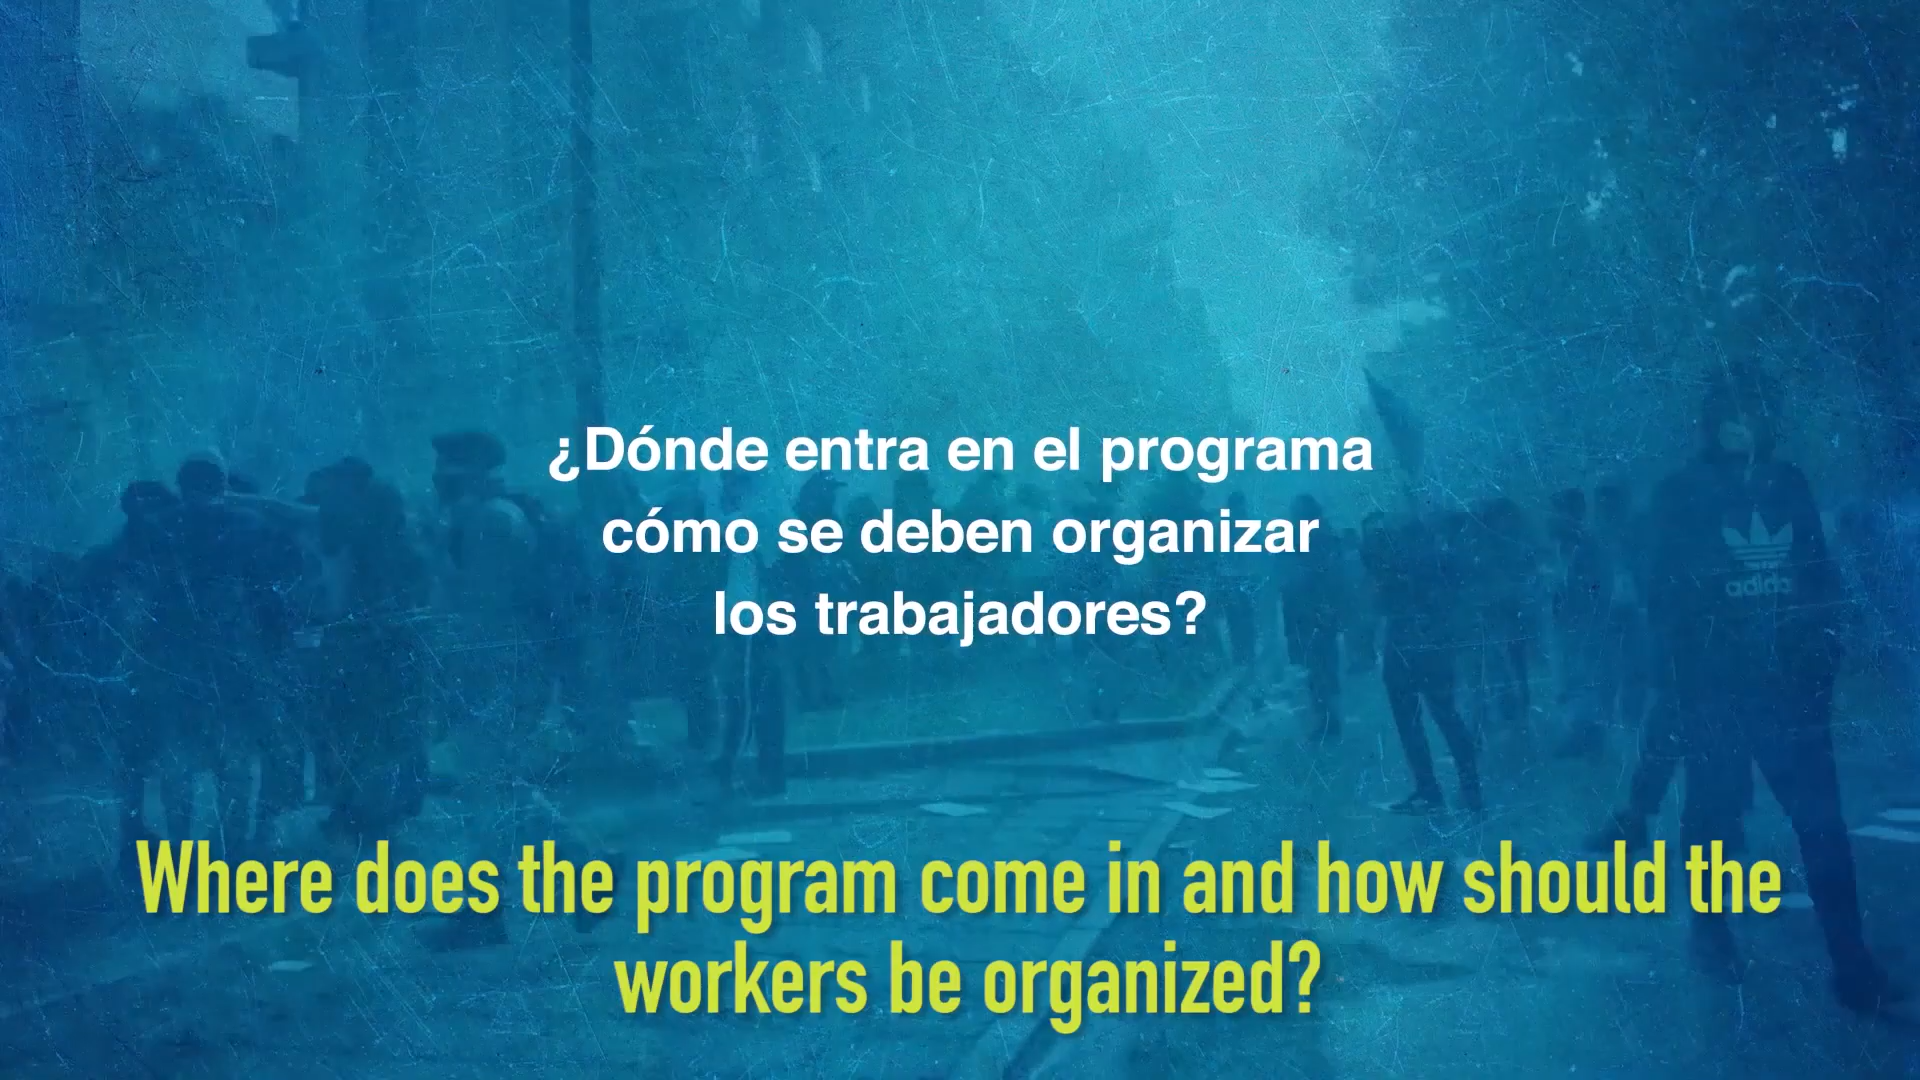 ¿Dónde entra en el programa
cómo se deben organizar
los trabajadores?
adidas
Where does the program come in and how should the
workers be organized?